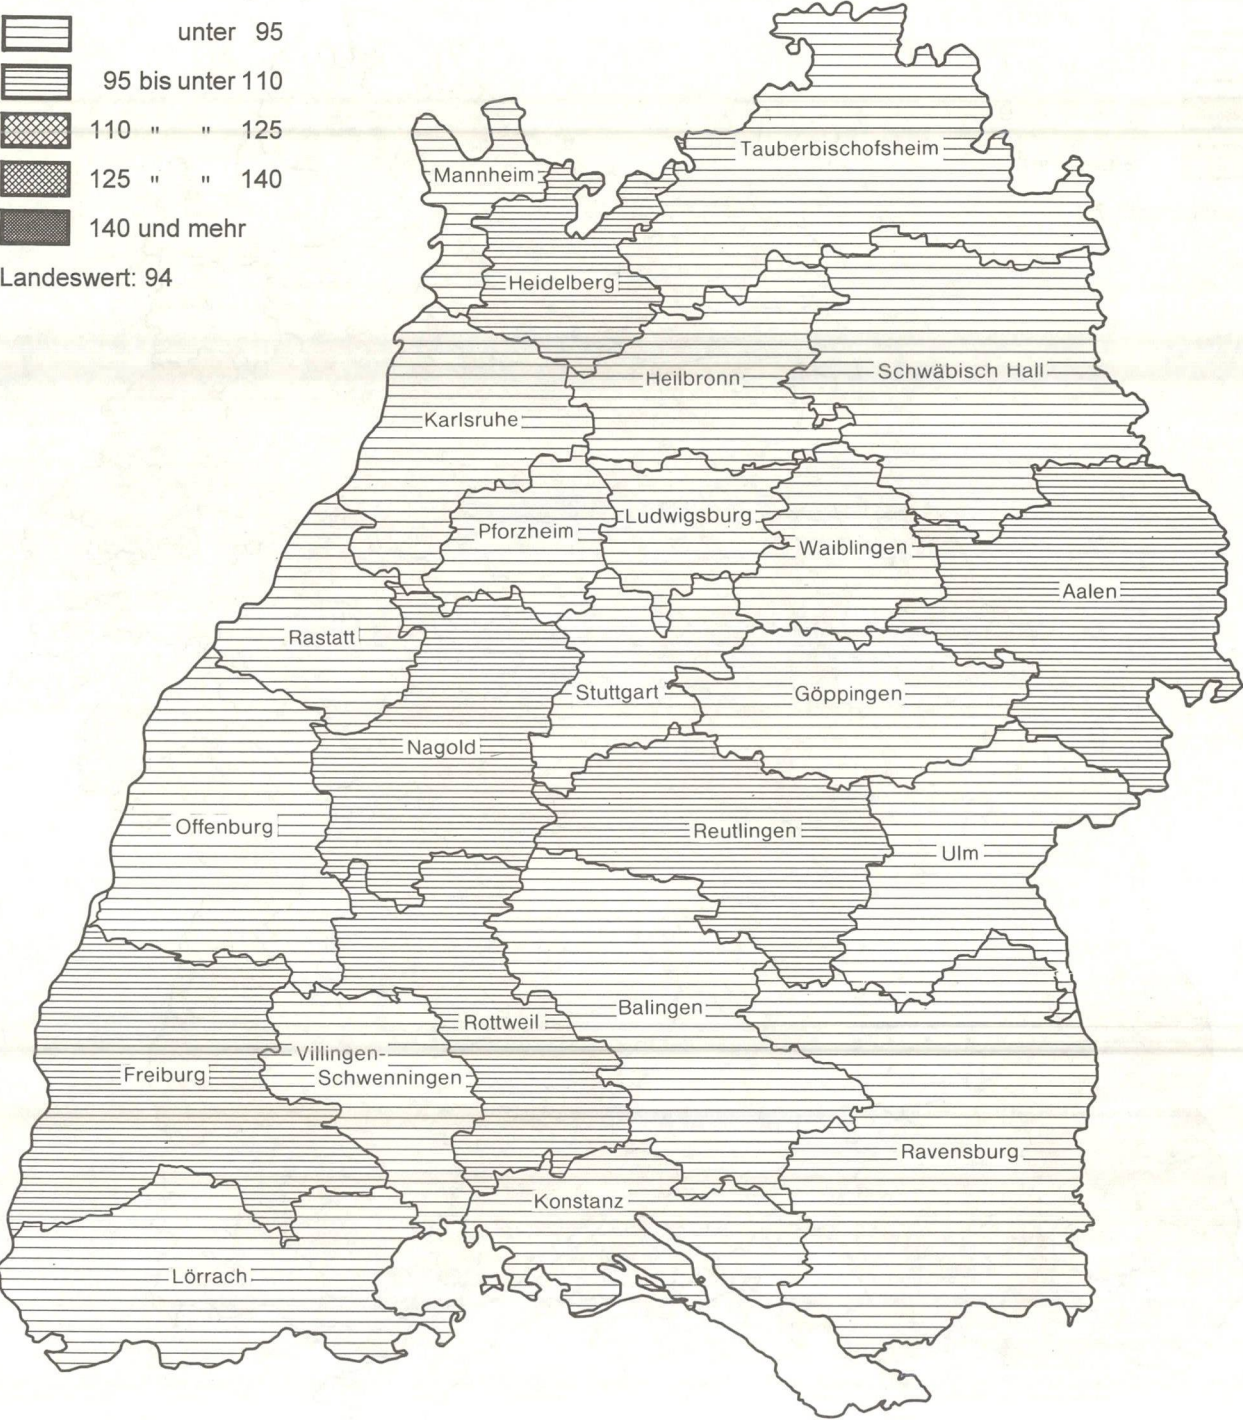 unter 95
95 bis unter 110
110 " " 125
125 " " 140
140 und mehr
Landeswert: 94
Tauberbischofsheim
Mannheim
Heidelberg
Heilbronn
Schwäbisch Hall
Karlsruhe
Ludwigsburg
Pforzheim
Waiblingen
Aalen
Rastatt
Stuttgart
Göppingen
Nagold
Offenburg
Reutlingen
Ulm
Balingen
Rottweil
Villingen-
Schwenningen
Freiburg
Ravensburg
Konstanz
Lörrach